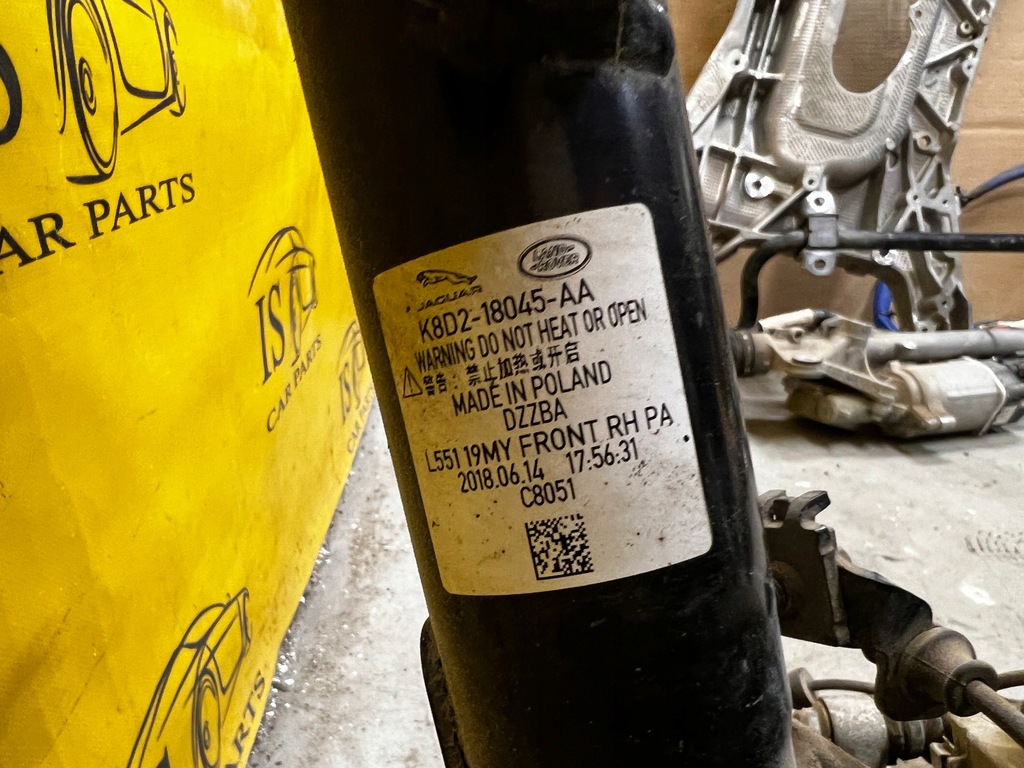 AR PARTS
IST
CAR PARTS
JAGUAR
LAND
ROVER
K8D2-18045-AA
WARNING DO NOT HEAT OR OPEN
警告：禁止加热或开启
MADE IN POLAND
DZZBA
L551 19MY FRONT RH PA
2018.06.14 17:56:31
C8051